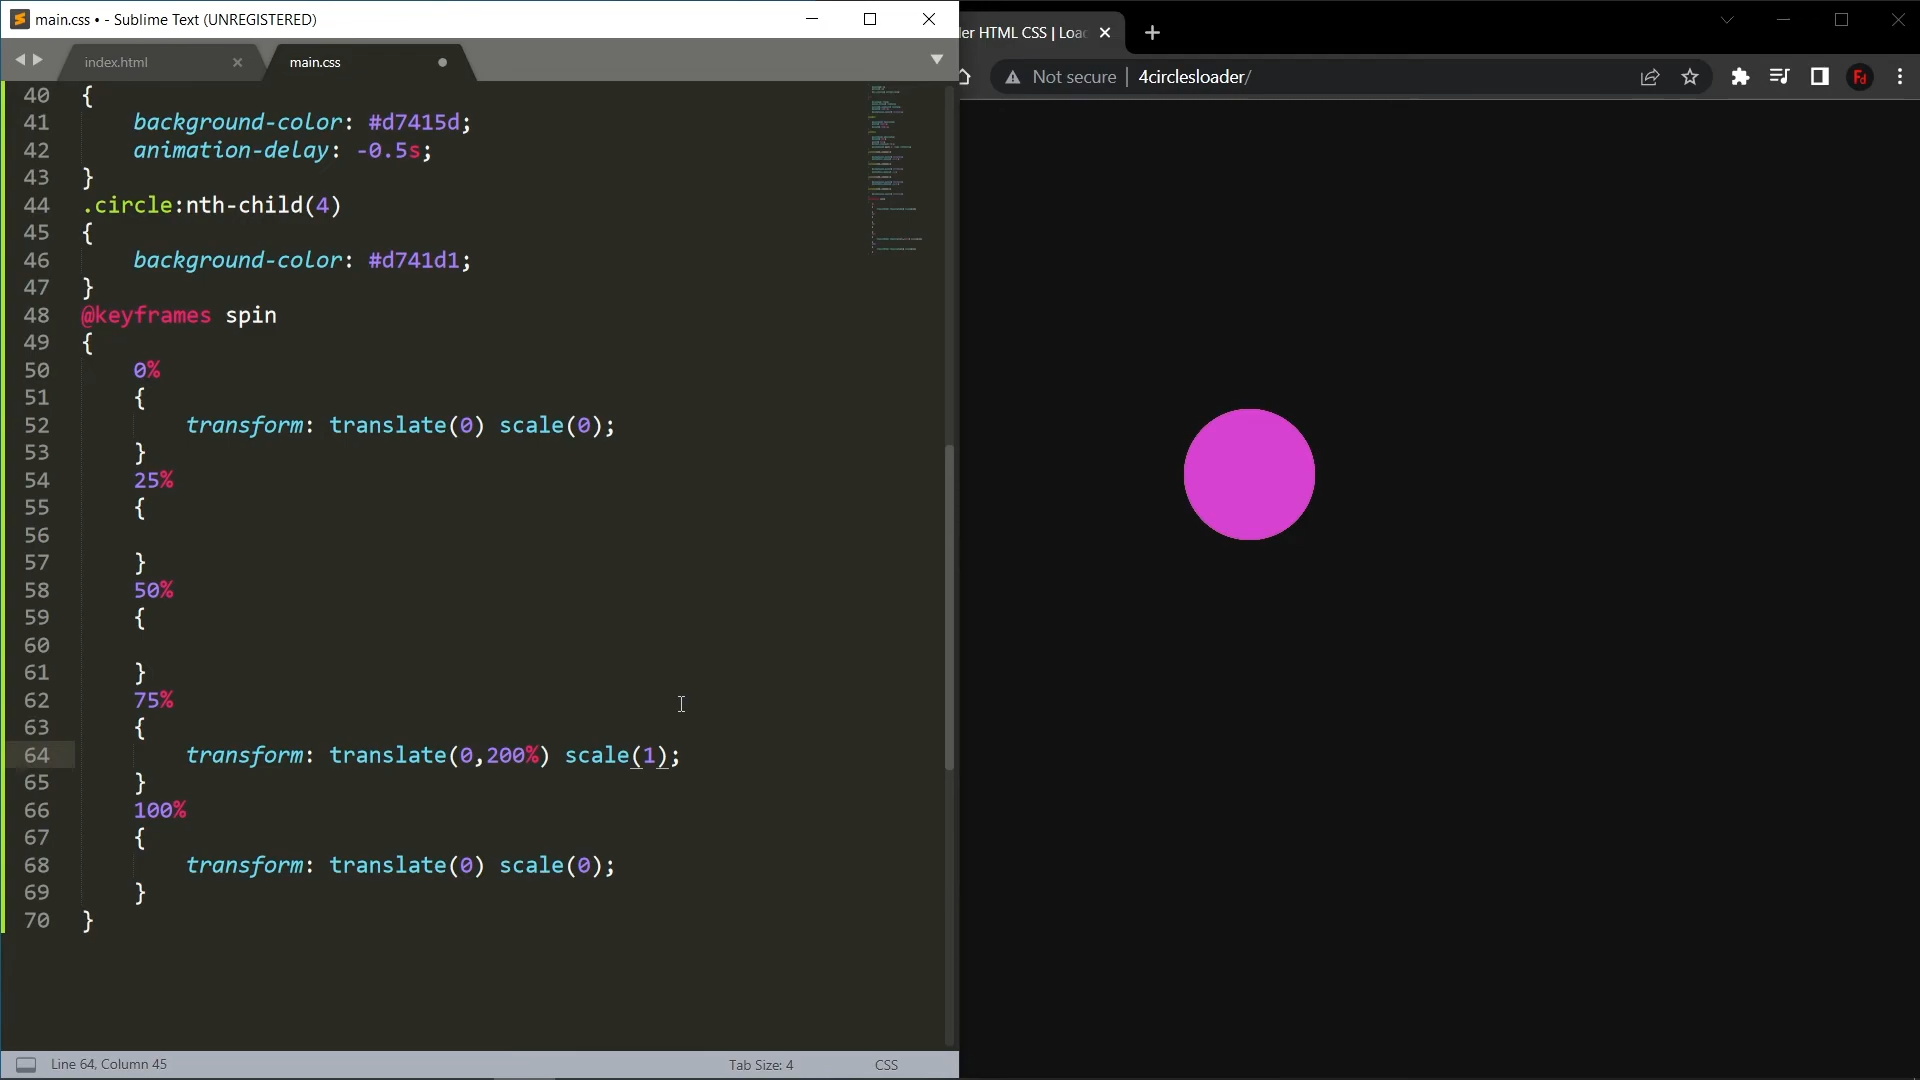 main.css • - Sublime Text (UNREGISTERED)
index.html
main.css
40 {
41 background-color: #d7415d;
42 animation-delay: -0.5s;
43 }
44 .circle:nth-child(4)
45 {
46 background-color: #d741d1;
47 }
48 @keyframes spin
49 {
50 0%
51 {
52 transform: translate(0) scale(0);
53 }
54 25%
55 {
56
57 }
58 50%
59 {
60
61 }
62 75%
63 {
64 transform: translate(0,200%) scale(1);
65 }
66 100%
67 {
68 transform: translate(0) scale(0);
69 }
70 }
Line 64, Column 45
Tab Size: 4
CSS
er HTML CSS | Loa
Not secure | 4circlesloader/
Fd